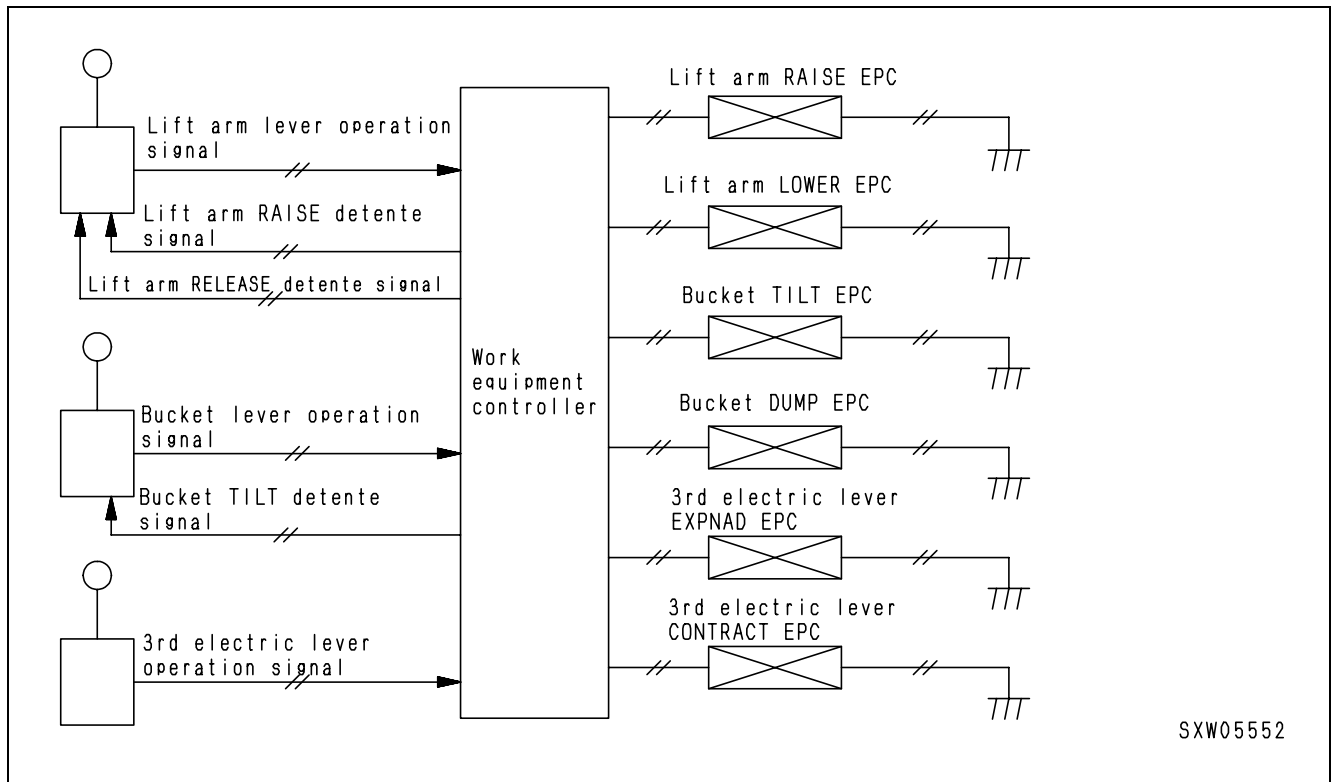 Lift arm lever operation
signal
Lift arm RAISE detente
signal
Lift arm RELEASE detente signal
Bucket lever operation
signal
Bucket TILT detente
signal
3rd electric lever
operation signal
Work
equipment
controller
Lift arm RAISE EPC
Lift arm LOWER EPC
Bucket TILT EPC
Bucket DUMP EPC
3rd electric lever
EXPNAD EPC
3rd electric lever
CONTRACT EPC
SXW05552